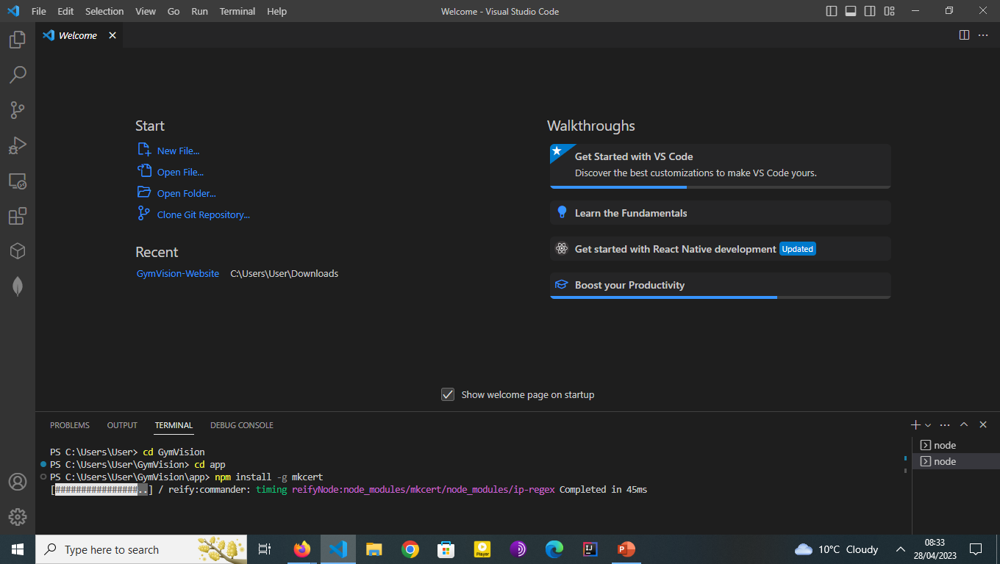 File Edit Selection View Go Run Terminal Help
Welcome - Visual Studio Code
Welcome
Start
New File...
Open File...
Open Folder...
Clone Git Repository...
Recent
GymVision-Website C:\Users\User\Downloads
Walkthroughs
Get Started with VS Code
Discover the best customizations to make VS Code yours.
Learn the Fundamentals
Get started with React Native development Updated
Boost your Productivity
Show welcome page on startup
PROBLEMS OUTPUT TERMINAL DEBUG CONSOLE
PS C:\Users\User> cd GymVision
PS C:\Users\User\GymVision> cd app
PS C:\Users\User\GymVision\app> npm install -g mkcert
[################..] / reify:commander: timing reifyNode:node_modules/mkcert/node_modules/ip-regex Completed in 45ms
node
node
Type here to search
Player
IJ
P
10°C Cloudy
08:33
28/04/2023